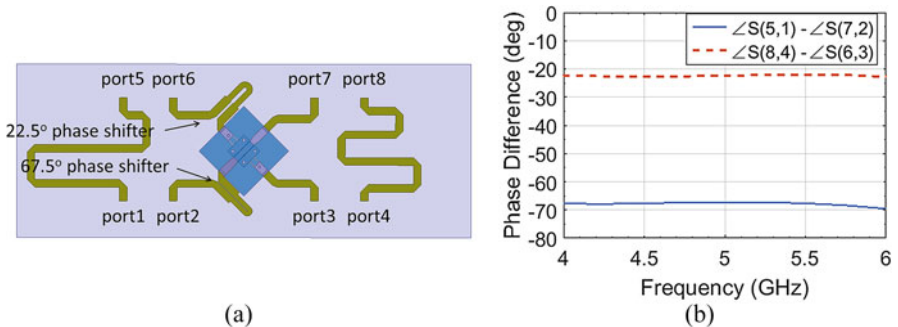 port5 port6 port7 port8
22.5° phase shifter
67.5° phase shifter
port1 port2 port3 port4
(a)
Phase Difference (deg)
0
-10
-20
-30
-40
-50
-60
-70
-80
∠S(5,1) - ∠S(7,2)
∠S(8,4) - ∠S(6,3)
4 4.5 5 5.5 6
Frequency (GHz)
(b)